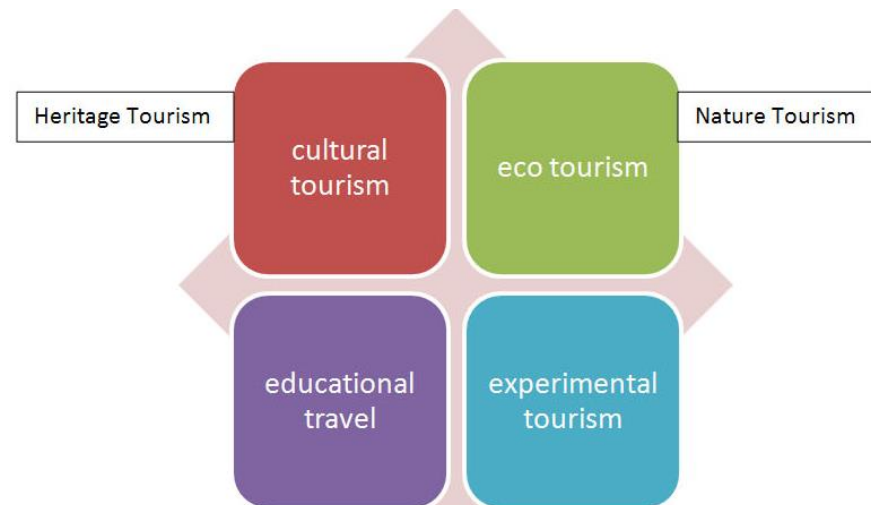 Heritage Tourism
cultural
tourism
eco tourism
Nature Tourism
educational
travel
experimental
tourism